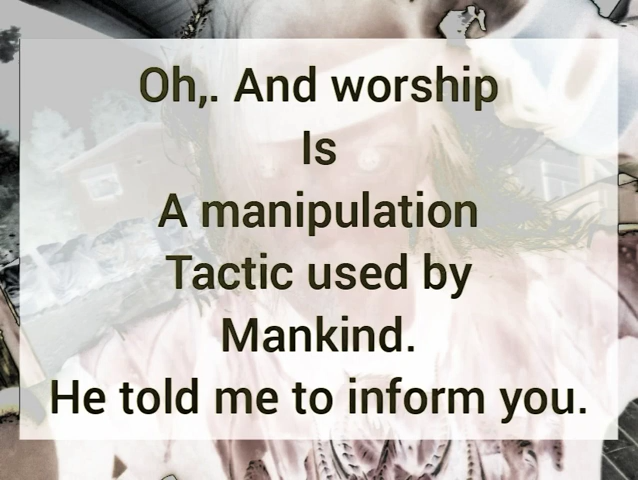 Oh,. And worship
Is
A manipulation
Tactic used by
Mankind.
He told me to inform you.